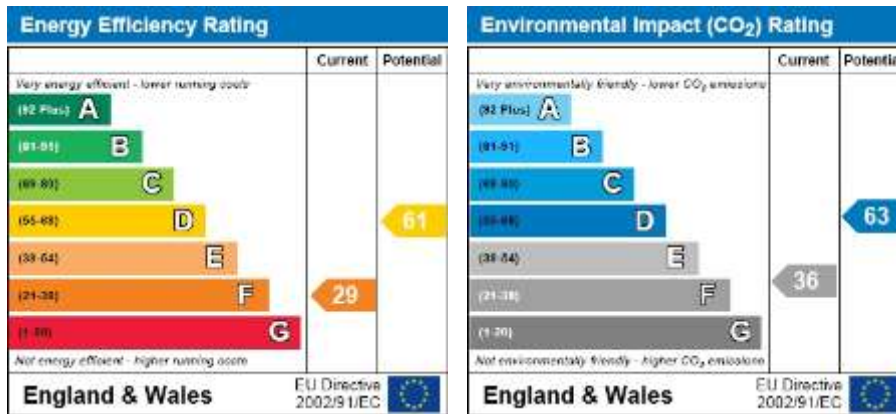 Energy Efficiency Rating
Current Potential
Very energy efficient - lower running costs
(92 Plus) A
(81-91) B
(69-80) C
(55-68) D
61
(39-54) E
(21-38) F
29
(1-20) G
Not energy efficient - higher running costs
England & Wales
EU Directive
2002/91/EC
Environmental Impact (CO₂) Rating
Current Potentia
Very environmentally friendly - lower CO₂ emissions
(92 Plus) A
(81-91) B
(69-80) C
(55-68) D
63
(39-54) E
36
(21-38) F
(1-20) G
Not environmentally friendly - higher CO₂ emissions
England & Wales
EU Directive
2002/91/EC